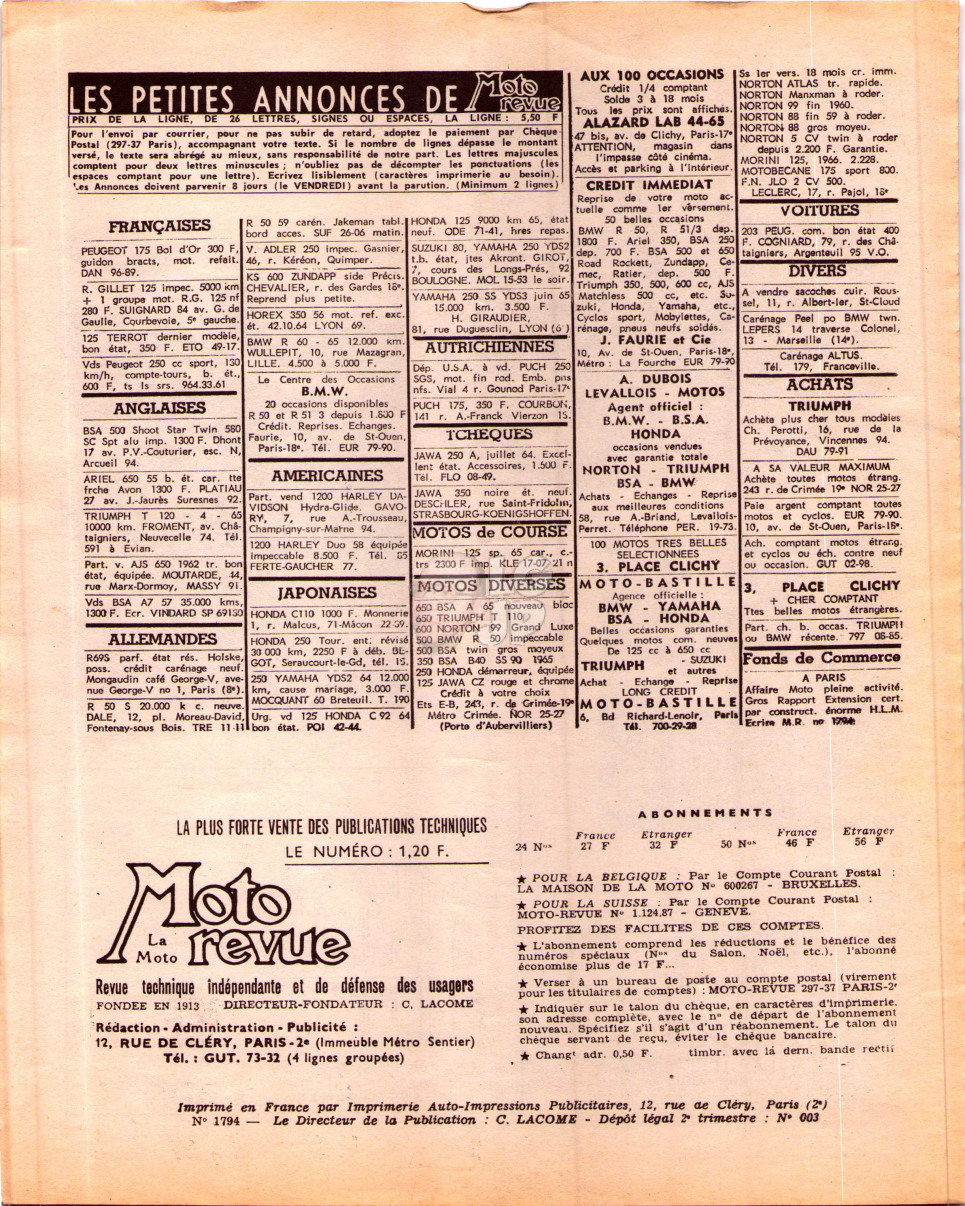 LES PETITES ANNONCES DE Moto revue
PRIX DE LA LIGNE, DE 26 LETTRES, SIGNES OU ESPACES, LA LIGNE : 5,50 F
Pour l'envoi par courrier, pour ne pas subir de retard, adoptez le paiement par Chèque
Postal (297-37 Paris), accompagnant votre texte. Si le nombre de lignes dépasse le montant
versé, le texte sera abrégé au mieux, sans responsabilité de notre part. Les lettres majuscules
comptent pour deux lettres minuscules ; n'oubliez pas de décompter les ponctuations (les
espaces comptant pour une lettre). Ecrivez lisiblement (caractères imprimerie au besoin).
Les Annonces doivent parvenir 8 jours (le VENDREDI) avant la parution. (Minimum 2 lignes)
FRANÇAISES
PEUGEOT 175 Bol d'Or 300 F,
guidon bracts, mot. refait.
DAN 96-89.
R. GILLET 125 impec. 5000 km
+ 1 groupe mot. R.G. 125 nf
280 F. SUIGNARD 84 av. G. de
Gaulle, Courbevoie, 5e gauche.
125 TERROT dernier modèle,
bon état, 350 F. ETO 49-17.
Vds Peugeot 250 cc sport, 130
km/h, compte-tours, b. ét.,
600 F, ts ls srs. 964.33.61
ANGLAISES
BSA 500 Shoot Star Twin 580
SC Spt alu imp. 1300 F. Dhont
17 av. P.V.-Couturier, esc. N,
Arcueil 94.
ARIEL 650 55 b. ét. car. tte
frche Avon 1300 F. PLATIAU
27 av. J.-Jaurès Suresnes 92.
TRIUMPH T 120 - 4 - 65
10000 km. FROMENT, av. Châ-
taigniers, Neuvecelle 74. Tél.
591 à Evian.
Part. v. AJS 650 1962 tr. bon
état, équipée. MOUTARDE, 44,
rue Marx-Dormoy, MASSY 91.
Vds BSA A7 57 35.000 kms,
1300 F. Ecr. VINDARD SP 69130
ALLEMANDES
R69S parf. état rés. Holske,
poss. crédit carénage neuf.
Mongaudin café George-V, ave-
nue George-V no 1, Paris (8e).
R 50 S 20.000 k c. neuve.
DALE, 12, pl. Moreau-David,
Fontenay-sous Bois. TRE 11-11
R 50 59 carén. Jakeman tabl.
bord acces. SUF 26-06 matin.
V. ADLER 250 impec. Gasnier,
46, r. Kéréon, Quimper.
KS 600 ZUNDAPP side Précis.
CHEVALIER, r. des Gardes 18e.
Reprend plus petite.
HOREX 350 56 mot. ref. exc.
ét. 42.10.64 LYON 69.
BMW R 60 - 65 12.000 км.
WULLEPIT, 10, rue Mazagran,
LILLE. 4.500 à 5.000 F.
Le Centre des Occasions
B.M.W.
20 occasions disponibles
R 50 et R 51 3 depuis 1.800 F
Crédit. Reprises. Echanges.
Faurie, 10, av. de St-Ouen,
Paris-18e. Tél. EUR 79-90.
AMERICAINES
Part. vend 1200 HARLEY DA-
VIDSON Hydra-Glide. GAVO-
RY, 7, rue A.-Trousseau,
Champigny-sur-Marne 94.
1200 HARLEY Duo 58 équipée
impeccable 8.500 F. Tél. 65
FERTE-GAUCHER 77.
JAPONAISES
HONDA C110 1000 F. Monnerie
1, r. Malcus, 71-Mâcon 22-39.
HONDA 250 Tour. ent. révisé
30 000 km, 2250 F à déb. BE-
GOT, Seraucourt-le-Gd, tél. 15.
250 YAMAHA YDS2 64 12.000
km, cause mariage, 3.000 F.
MOCQUANT 60 Breteuil. T. 190
Urg. vd 125 HONDA C 92 64
bon état. POI 42-44.
HONDA 125 9000 km 65, état
neuf. ODE 71-41, hres repas.
SUZUKI 80, YAMAHA 250 YDS2
t.b. état, jtes Akront. GIROT,
7, cours des Longs-Prés, 92
BOULOGNE. MOL 15-53 le soir.
YAMAHA 250 SS YDS3 juin 65
15.000 km. 3.500 F.
H. GIRAUDIER,
81, rue Duguesclin, LYON (6e)
AUTRICHIENNES
Dép. U.S.A. à vd. PUCH 250
SGS, mot. fin rod. Emb. pns
nfs. Vial 4 r. Gounod Paris-17e
PUCH 175, 350 F. COURBON,
141 r. A.-Franck Vierzon 18.
TCHEQUES
JAWA 250 A, juillet 64. Excel-
lent état. Accessoires, 1.600 F.
Tél. FLO 08-49.
JAWA 350 noire ét. neuf.
DESCHLER, rue Saint-Fridolin,
STRASBOURG-KOENIGSHOFFEN.
MOTOS de COURSE
MORINI 125 sp. 65 car., c.-
trs 2300 F imp. KLE 17-07 21 h
MOTOS DIVERSES
650 BSA A 65 nouveau bloc
650 TRIUMPH T 110
600 NORTON 99 Grand Luxe
500 BMW R 50 impeccable
500 BSA twin gros moyeux
350 BSA B40 SS 90 1965
250 HONDA démarreur, équipée
125 JAWA CZ rouge et chrome
Crédit à votre choix
Ets E-B, 243, r. de Crimée-19e
Métro Crimée. NOR 25-27
(Porte d'Aubervilliers)
AUX 100 OCCASIONS
Crédit 1/4 comptant
Solde 3 à 18 mois
Tous les prix sont affichés.
ALAZARD LAB 44-65
47 bis, av. de Clichy, Paris-17e
ATTENTION, magasin dans
l'impasse côté cinéma.
Accès et parking à l'intérieur.
CREDIT IMMEDIAT
Reprise de votre moto ac-
tuelle comme 1er versement.
50 belles occasions
BMW R 50, R 51/3 dep.
1800 F. Ariel 350, BSA 250
dep. 700 F. BSA 500 et 650
Road Rockett, Zundapp, Ce-
mec, Ratier, dep. 500 F.
Triumph 350, 500, 600 cc, AJS
Matchless 500 cc, etc. Su-
zuki, Honda, Yamaha, etc.,
Cyclos sport, Mobylettes, Ca-
rénage, pneus neufs soldés.
J. FAURIE et Cie
10, Av. de St-Ouen, Paris-18e,
Métro : La Fourche EUR 79-90
A. DUBOIS
LEVALLOIS - MOTOS
Agent officiel :
B.M.W. - B.S.A.
HONDA
occasions vendues
avec garantie totale
NORTON - TRIUMPH
BSA - BMW
Achats - Echanges - Reprise
aux meilleures conditions
58, rue A.-Briand, Levallois-
Perret. Téléphone PER. 19-73.
100 MOTOS TRES BELLES
SELECTIONNEES
3. PLACE CLICHY
MOTO-BASTILLE
Agence officielle :
BMW - YAMAHA
BSA - HONDA
Belles occasions garanties
Quelques motos com. neuves
De 125 cc à 650 cc
TRIUMPH - SUZUKI
et autres
Achat - Echange - Reprise
LONG CREDIT
MOTO-BASTILLE
6, Bd Richard-Lenoir, Paris
Tél. 700-29-28
Ss 1er vers. 18 mois cr. imm.
NORTON ATLAS tr. rapide.
NORTON Manxman à roder.
NORTON 99 fin 1960.
NORTON 88 fin 59 à roder.
NORTON 88 gros moyeu.
NORTON 5 CV twin à roder
depuis 2.200 F. Garantie.
MORINI 125, 1966. 2.228.
MOTOBECANE 175 sport 800.
F.N. JLO 2 CV 500.
LECLERC, 17, r. Pajol, 18e
VOITURES
203 PEUG. com. bon état 400
F. COGNIARD, 79, r. des Châ-
taigniers, Argenteuil 95 V.O.
DIVERS
A vendre sacoches cuir. Rous-
sel, 11, r. Albert-Ier, St-Cloud
Carénage Peel po BMW twn.
LEPERS 14 traverse Colonel,
13 - Marseille (14e).
Carénage ALTUS.
Tél. 179, Franceville.
ACHATS
TRIUMPH
Achète plus cher tous modèles
Ch. Perotti, 16, rue de la
Prévoyance, Vincennes 94.
DAU 79-91
A SA VALEUR MAXIMUM
Achète toutes motos étrang.
243 r. de Crimée 19e NOR 25-27
Paie argent comptant toutes
motos et cyclos. EUR 79-90.
10, av. de St-Ouen, Paris-18e.
Ach. comptant motos étrang.
et cyclos ou éch. contre neuf
ou occasion. GUT 02-98.
3, PLACE CLICHY
+ CHER COMPTANT
Ttes belles motos étrangères.
Part. ch. b. occas. TRIUMPH
ou BMW récente. 797 08-85.
Fonds de Commerce
A PARIS
Affaire Moto pleine activité.
Gros Rapport Extension cert.
par construct. énorme H.L.M.
Ecrire M.R. no 1794.
LA PLUS FORTE VENTE DES PUBLICATIONS TECHNIQUES
LE NUMÉRO : 1,20 F.
Moto revue
La Moto
Revue technique indépendante et de défense des usagers
FONDEE EN 1913 DIRECTEUR-FONDATEUR : C. LACOME
Rédaction - Administration - Publicité :
12, RUE DE CLÉRY, PARIS-2e (Immeuble Métro Sentier)
Tél. : GUT. 73-32 (4 lignes groupées)
ABONNEMENTS
France Etranger France Etranger
24 Nos 27 F 32 F 50 Nos 46 F 56 F
★ POUR LA BELGIQUE : Par le Compte Courant Postal :
LA MAISON DE LA MOTO No 600267 - BRUXELLES.
★ POUR LA SUISSE : Par le Compte Courant Postal :
MOTO-REVUE No 1.124.87 - GENEVE.
PROFITEZ DES FACILITES DE CES COMPTES.
★ L'abonnement comprend les réductions et le bénéfice des
numéros spéciaux (Nos du Salon, Noël, etc.), l'abonné
économise plus de 17 F...
★ Verser à un bureau de poste au compte postal (virement
pour les titulaires de comptes) : MOTO-REVUE 297-37 PARIS-2e
★ Indiquer sur le talon du chèque, en caractères d'imprimerie.
son adresse complète, avec le no de départ de l'abonnement
nouveau. Spécifiez s'il s'agit d'un réabonnement. Le talon du
chèque servant de reçu, éviter le chèque bancaire.
★ Changt adr. 0,50 F. timbr. avec la dern. bande rectif
Imprimé en France par Imprimerie Auto-Impressions Publicitaires, 12, rue de Cléry, Paris (2e)
No 1794 — Le Directeur de la Publication : C. LACOME - Dépôt légal 2e trimestre : No 003